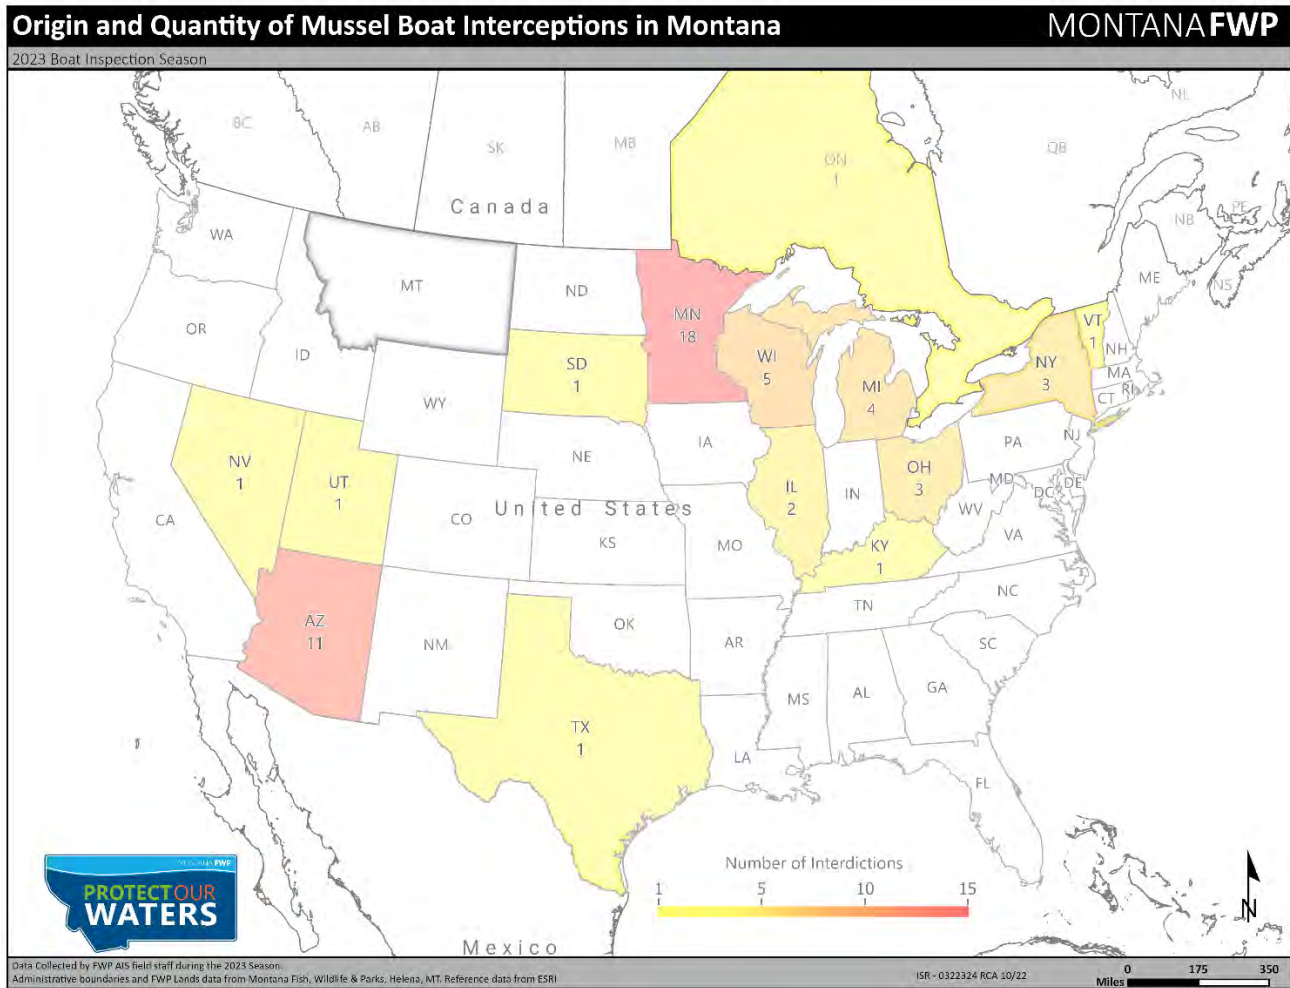 Origin and Quantity of Mussel Boat Interceptions in Montana
MONTANA FWP
2023 Boat Inspection Season
BC
AB
SK
MB
ON
1
QB
NL
NB
PE
NS
Canada
WA
MT
ND
MN
18
ME
OR
ID
SD
1
WI
5
MI
4
NY
3
VT
1
NH
MA
CT
RI
WY
NE
IA
PA
NJ
NV
1
UT
1
CO
United States
IL
2
IN
OH
3
MD
DE
DC
WV
VA
CA
KS
MO
KY
1
AZ
11
NM
OK
AR
TN
NC
SC
TX
1
LA
MS
AL
GA
FL
Mexico
Number of Interdictions
1
5
10
15
MONTANA FWP
PROTECT OUR
WATERS
N
Data Collected by FWP AIS field staff during the 2023 Season.
Administrative boundaries and FWP Lands data from Montana Fish, Wildlife & Parks, Helena, MT. Reference data from ESRI
ISR - 0322324 RCA 10/22
0
175
350
Miles